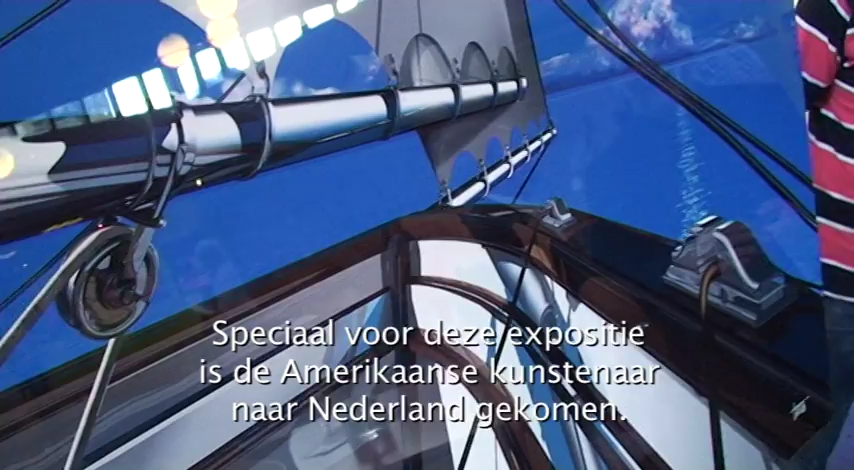 Speciaal voor deze expositie
is de Amerikaanse kunstenaar
naar Nederland gekomen.